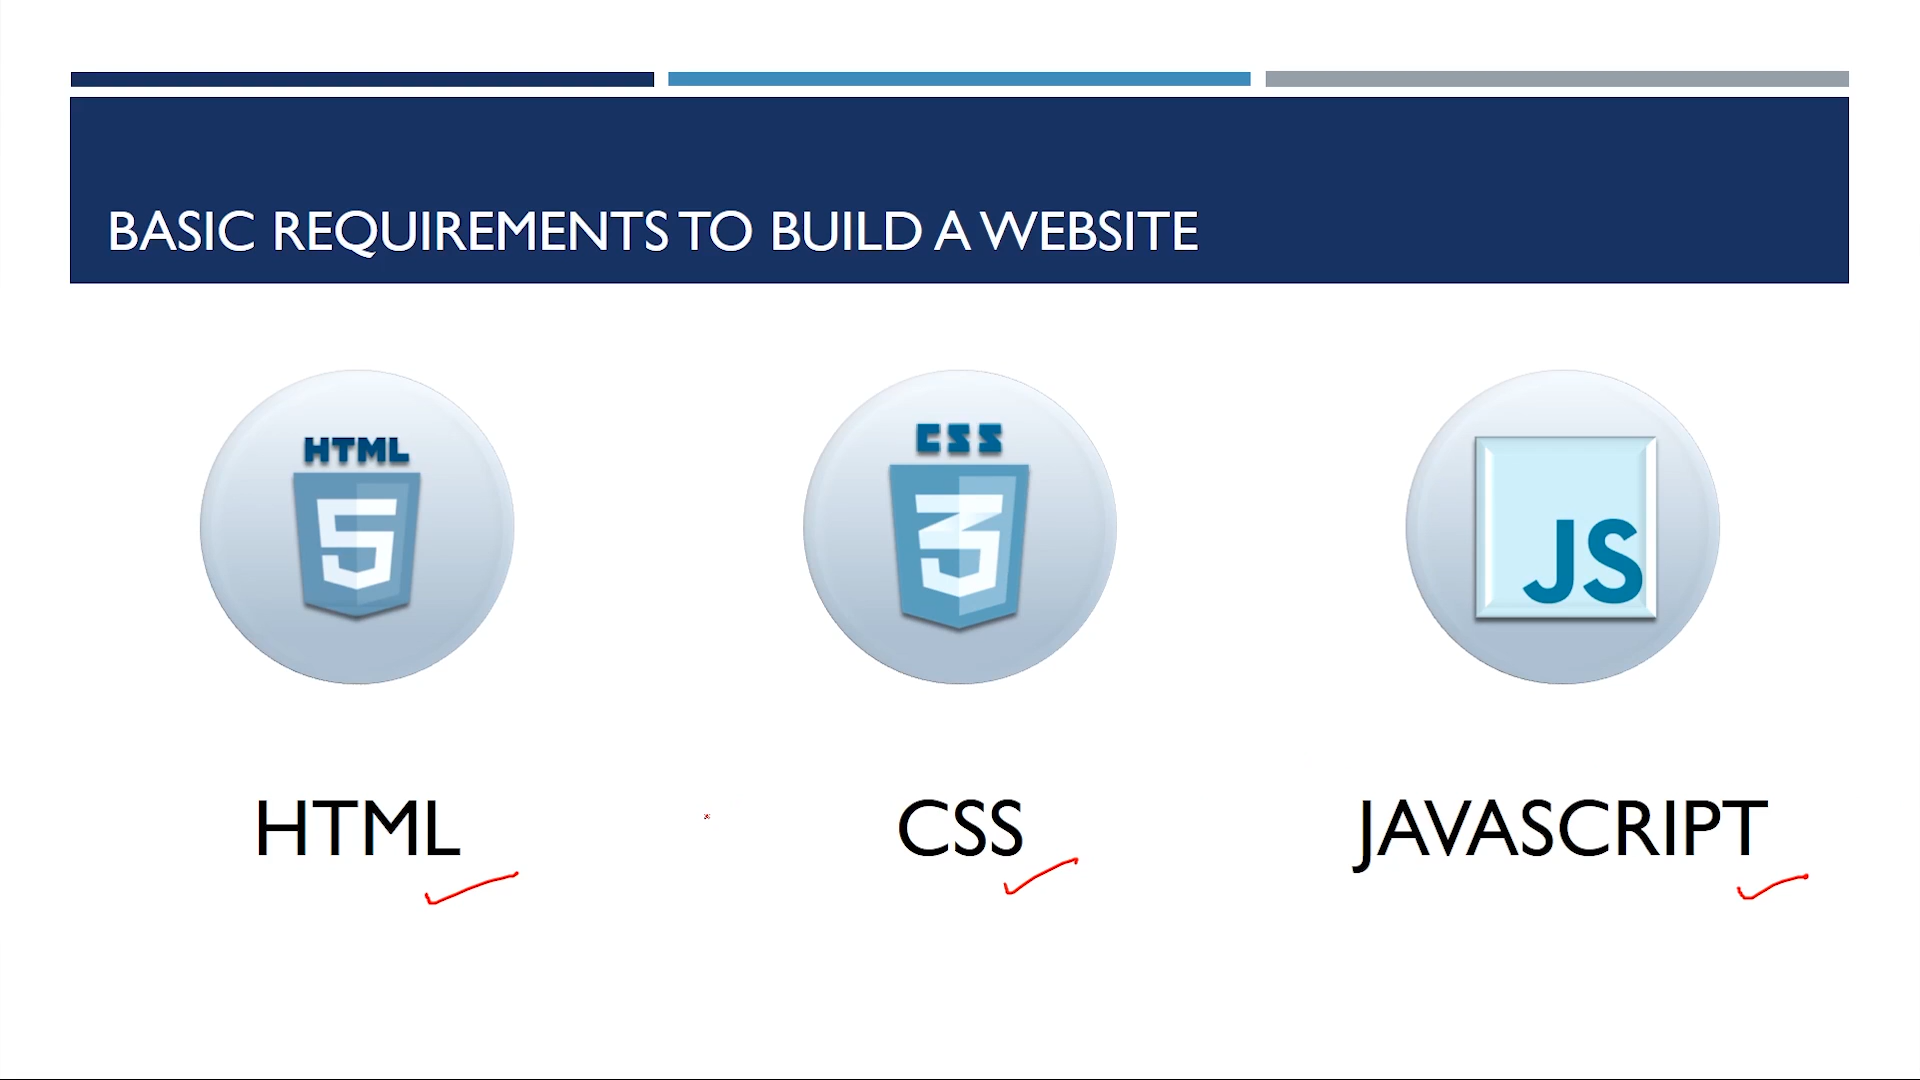 BASIC REQUIREMENTS TO BUILD A WEBSITE
HTML
5
CSS
3
JS
HTML
CSS
JAVASCRIPT